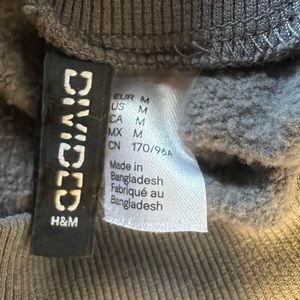 DIVIDED
H&M
EUR M
US M
CA M
MX M
CN 170/96A
Made in
Bangladesh
Fabriqué au
Bangladesh